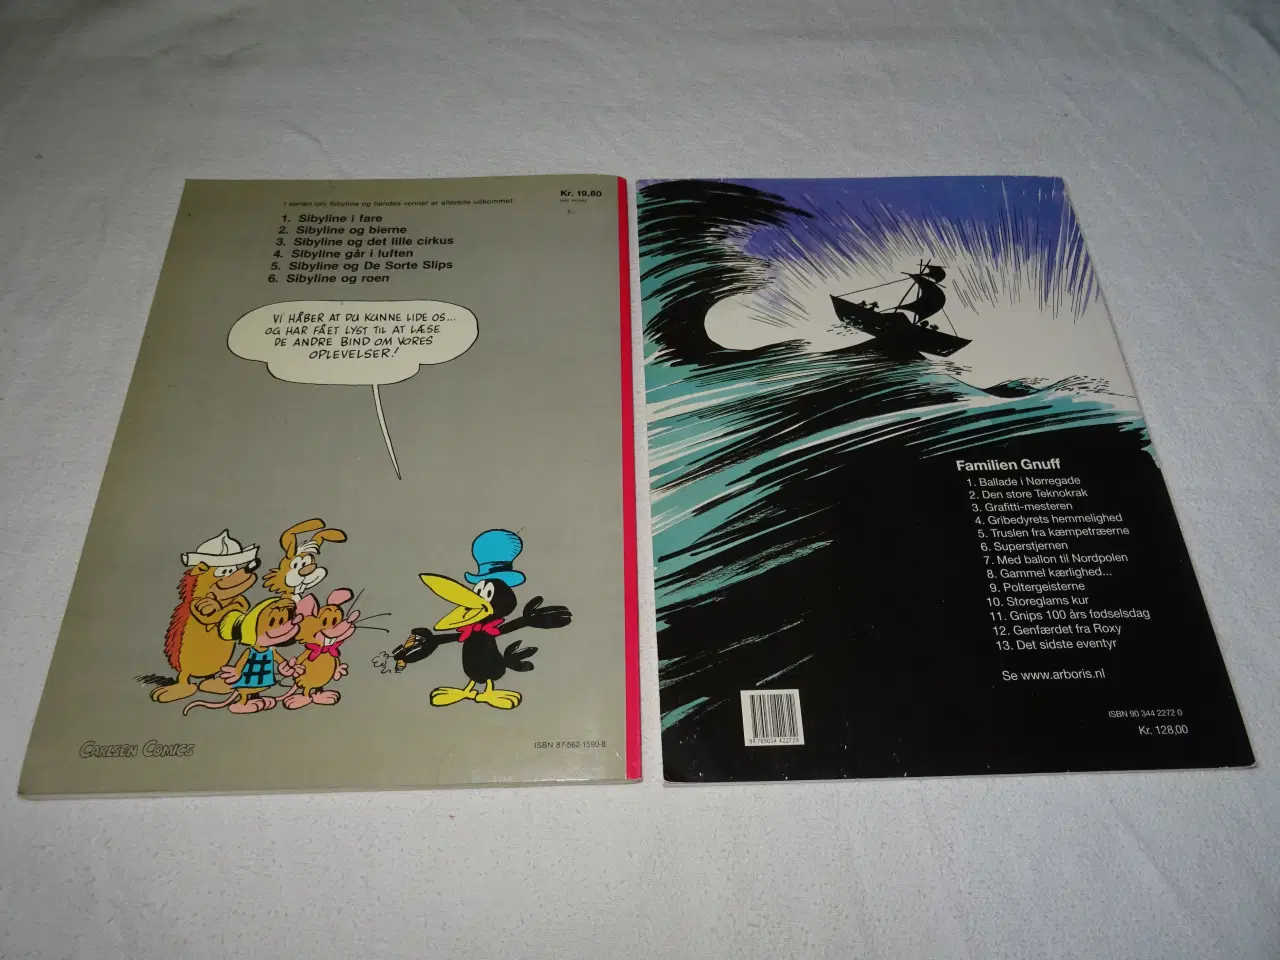 Kr. 19,80
I serien om Sibyline og hendes venner er allerede udkommet:
1. Sibyline i fare
2. Sibyline og bierne
3. Sibyline og det lille cirkus
4. Sibyline går i luften
5. Sibyline og De Sorte Slips
6. Sibyline og roen
VI HÅBER AT DU KUNNE LIDE OS...
OG HAR FÅET LYST TIL AT LÆSE
DE ANDRE BIND OM VORES
OPLEVELSER!
CARLSEN COMICS
ISBN 87-562-1590-8
Familien Gnuff
1. Ballade i Nørregade
2. Den store Teknokrak
3. Grafitti-mesteren
4. Gribedyrets hemmelighed
5. Truslen fra kæmpetræerne
6. Superstjernen
7. Med ballon til Nordpolen
8. Gammel kærlighed...
9. Poltergeisterne
10. Storeglams kur
11. Gnips 100 års fødselsdag
12. Genfærdet fra Roxy
13. Det sidste eventyr
Se www.arboris.nl
ISBN 90 344 2272 0
Kr. 128,00
9 789034 422728